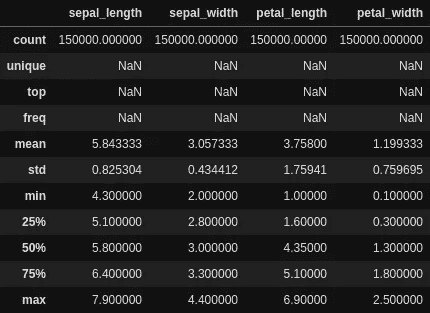 sepal_length sepal_width petal_length petal_width
count 150000.000000 150000.000000 150000.00000 150000.000000
unique NaN NaN NaN NaN
top NaN NaN NaN NaN
freq NaN NaN NaN NaN
mean 5.843333 3.057333 3.75800 1.199333
std 0.825304 0.434412 1.75941 0.759695
min 4.300000 2.000000 1.00000 0.100000
25% 5.100000 2.800000 1.60000 0.300000
50% 5.800000 3.000000 4.35000 1.300000
75% 6.400000 3.300000 5.10000 1.800000
max 7.900000 4.400000 6.90000 2.500000